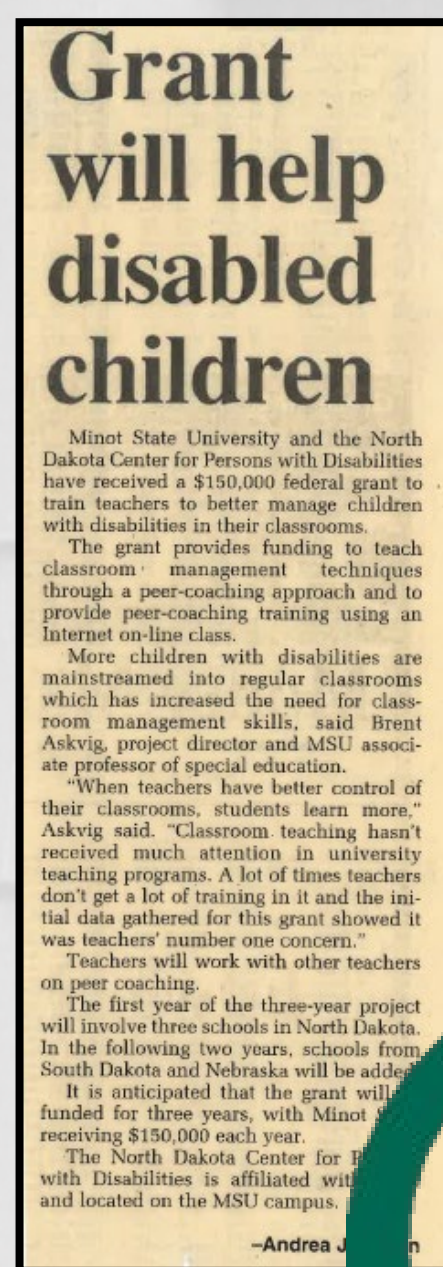 Grant
will help
disabled
children
Minot State University and the North
Dakota Center for Persons with Disabilities
have received a $150,000 federal grant to
train teachers to better manage children
with disabilities in their classrooms.
The grant provides funding to teach
classroom management techniques
through a peer-coaching approach and to
provide peer-coaching training using an
Internet on-line class.
More children with disabilities are
mainstreamed into regular classrooms
which has increased the need for class-
room management skills, said Brent
Askvig, project director and MSU associ-
ate professor of special education.
"When teachers have better control of
their classrooms, students learn more,"
Askvig said. "Classroom teaching hasn't
received much attention in university
teaching programs. A lot of times teachers
don't get a lot of training in it and the ini-
tial data gathered for this grant showed it
was teachers' number one concern."
Teachers will work with other teachers
on peer coaching.
The first year of the three-year project
will involve three schools in North Dakota.
In the following two years, schools from
South Dakota and Nebraska will be added
It is anticipated that the grant will
funded for three years, with Minot
receiving $150,000 each year.
The North Dakota Center for
with Disabilities is affiliated
and located on the MSU campus.
–Andrea